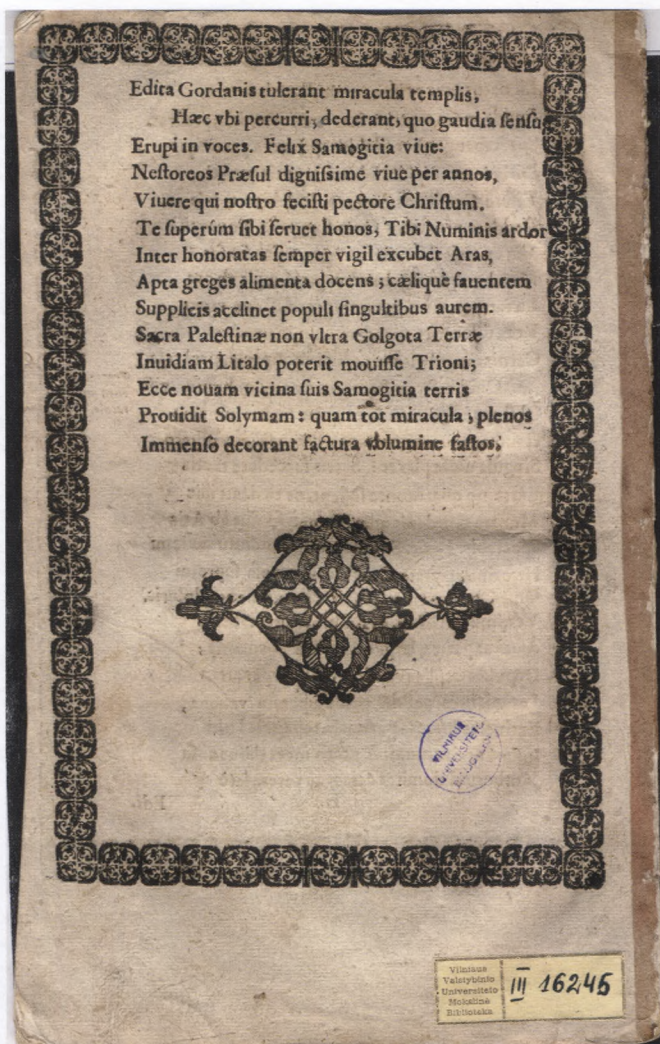 Edita Gordanis tulerant miracula templis,
Hæc vbi percurri, dederant, quo gaudia sensu,
Erupi in voces. Felix Samogitia viue:
Nestoreos Præsul dignissime viue per annos,
Viuere qui nostro fecisti pectore Christum.
Te superúm sibi seruet honos, Tibi Numinis ardor
Inter honoratas semper vigil excubet Aras,
Apta greges alimenta dòcens; cæliquè fauentem
Supplicis acclinet populi singultibus aurem.
Sacra Palestinæ non vltra Golgota Terræ
Inuidiam Litalo poterit mouisse Trioni;
Ecce nouam vicina suis Samogitia terris
Prouidit Solymam: quam tot miracula, plenos
Immenso decorant factura volumine fastos.
VILNIAUS
UNIVERSITETO
Vilniaus
Valstybinio
Universiteto
Mokslinė
Biblioteka
III 16245